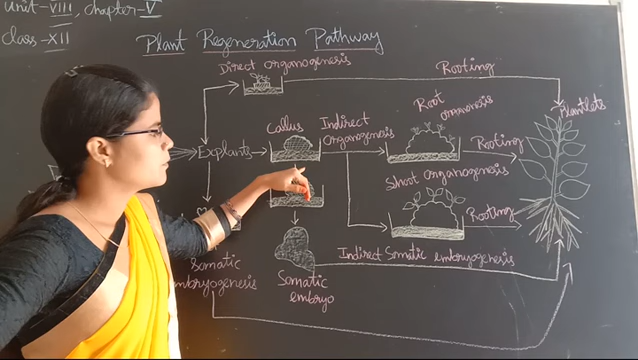 Unit-VIII, chapter-V
Class-XII
Plant Regeneration Pathway
Direct organogenesis
Rooting
Explants
Callus
Indirect
Organogenesis
Root
organogenesis
Rooting
Plantlets
Shoot Organogenesis
Rooting
Somatic
embryogenesis
Somatic
embryo
Indirect Somatic embryogenesis